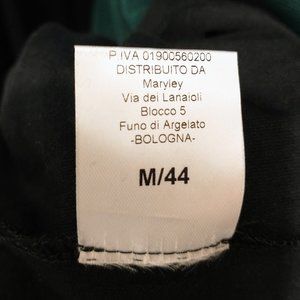 P.IVA 01900560200
DISTRIBUITO DA
Maryley
Via dei Lanaioli
Blocco 5
Funo di Argelato
-BOLOGNA-
M/44